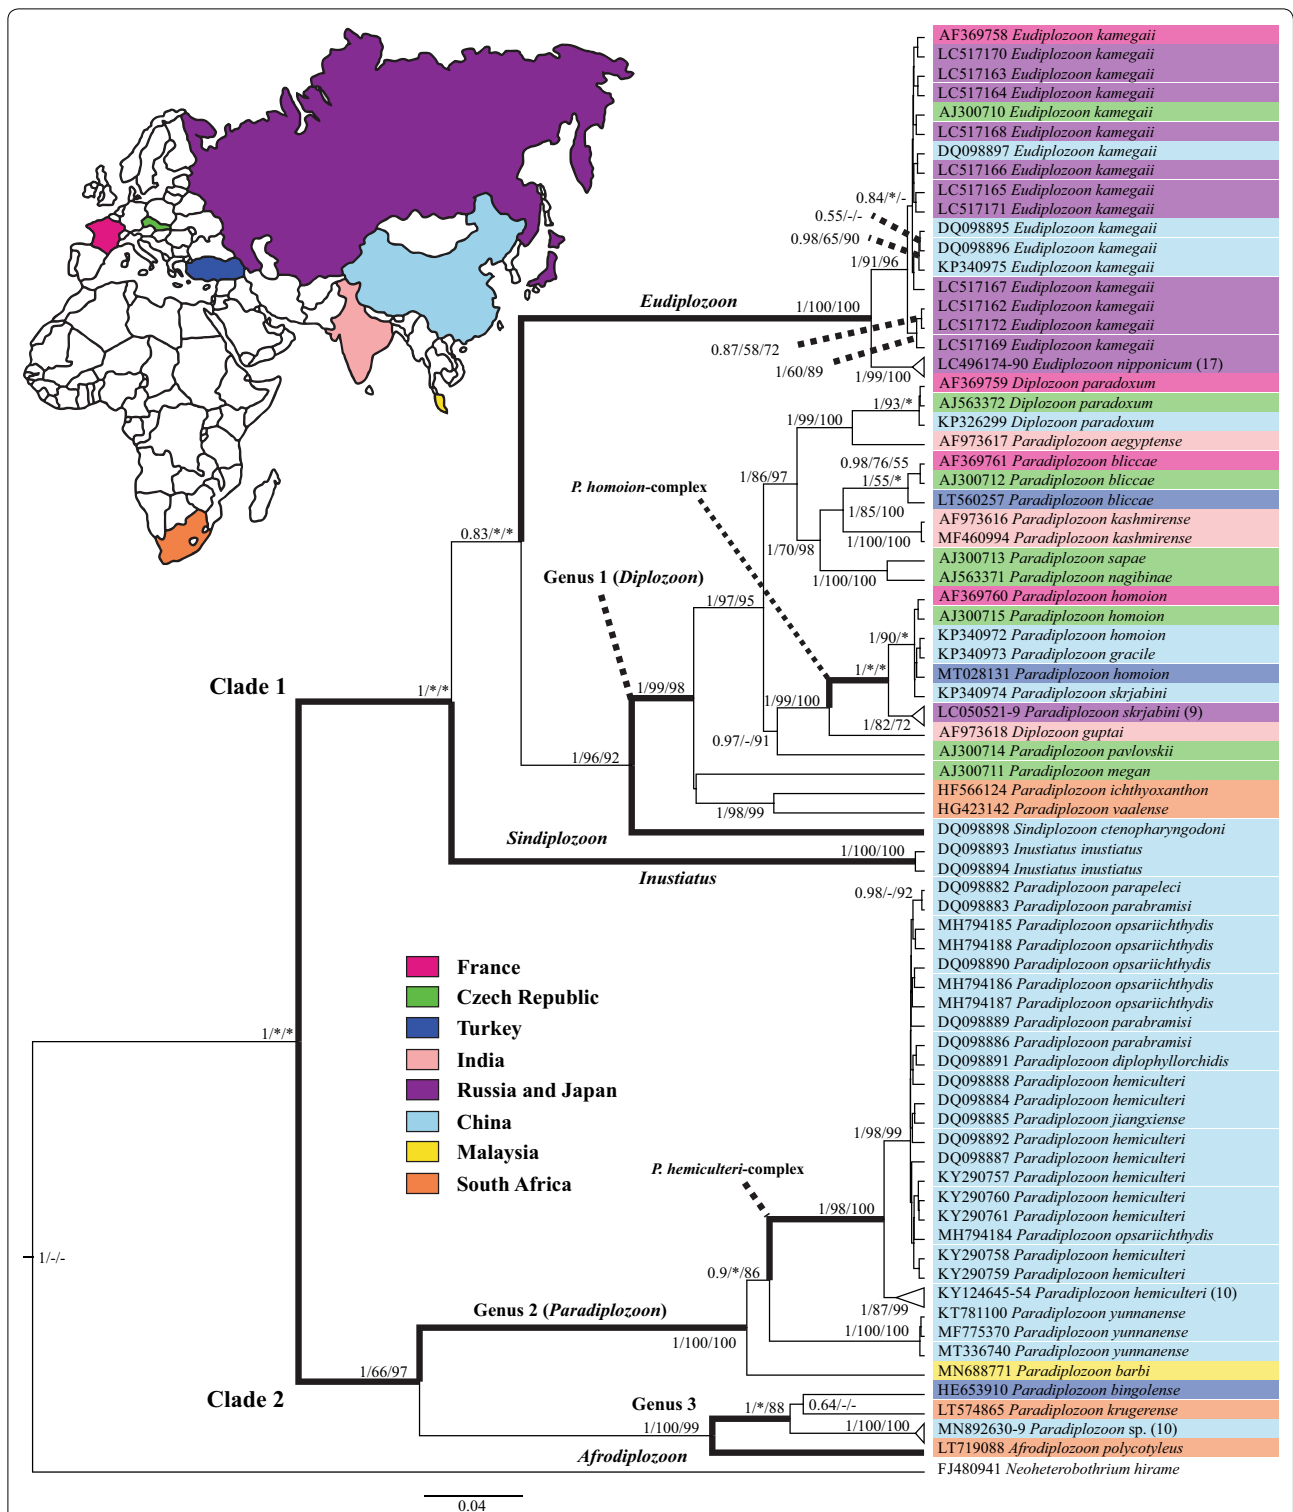 AF369758 Eudiplozoon kamegaii
LC517170 Eudiplozoon kamegaii
LC517163 Eudiplozoon kamegaii
LC517164 Eudiplozoon kamegaii
AJ300710 Eudiplozoon kamegaii
LC517168 Eudiplozoon kamegaii
DQ098897 Eudiplozoon kamegaii
LC517166 Eudiplozoon kamegaii
LC517165 Eudiplozoon kamegaii
LC517171 Eudiplozoon kamegaii
DQ098895 Eudiplozoon kamegaii
DQ098896 Eudiplozoon kamegaii
KP340975 Eudiplozoon kamegaii
LC517167 Eudiplozoon kamegaii
LC517162 Eudiplozoon kamegaii
LC517172 Eudiplozoon kamegaii
LC517169 Eudiplozoon kamegaii
LC496174-90 Eudiplozoon nipponicum (17)
AF369759 Diplozoon paradoxum
AJ563372 Diplozoon paradoxum
KP326299 Diplozoon paradoxum
AF973617 Paradiplozoon aegyptense
AF369761 Paradiplozoon bliccae
AJ300712 Paradiplozoon bliccae
LT560257 Paradiplozoon bliccae
AF973616 Paradiplozoon kashmirense
MF460994 Paradiplozoon kashmirense
AJ300713 Paradiplozoon sapae
AJ563371 Paradiplozoon nagibinae
AF369760 Paradiplozoon homoion
AJ300715 Paradiplozoon homoion
KP340972 Paradiplozoon homoion
KP340973 Paradiplozoon gracile
MT028131 Paradiplozoon homoion
KP340974 Paradiplozoon skrjabini
LC050521-9 Paradiplozoon skrjabini (9)
AF973618 Diplozoon guptai
AJ300714 Paradiplozoon pavlovskii
AJ300711 Paradiplozoon megan
HF566124 Paradiplozoon ichthyoxanthon
HG423142 Paradiplozoon vaalense
DQ098898 Sindiplozoon ctenopharyngodoni
DQ098893 Inustiatus inustiatus
DQ098894 Inustiatus inustiatus
DQ098882 Paradiplozoon parapeleci
DQ098883 Paradiplozoon parabramisi
MH794185 Paradiplozoon opsariichthydis
MH794188 Paradiplozoon opsariichthydis
DQ098890 Paradiplozoon opsariichthydis
MH794186 Paradiplozoon opsariichthydis
MH794187 Paradiplozoon opsariichthydis
DQ098889 Paradiplozoon parabramisi
DQ098886 Paradiplozoon parabramisi
DQ098891 Paradiplozoon diplophyllorchidis
DQ098888 Paradiplozoon hemiculteri
DQ098884 Paradiplozoon hemiculteri
DQ098885 Paradiplozoon jiangxiense
DQ098892 Paradiplozoon hemiculteri
DQ098887 Paradiplozoon hemiculteri
KY290757 Paradiplozoon hemiculteri
KY290760 Paradiplozoon hemiculteri
KY290761 Paradiplozoon hemiculteri
MH794184 Paradiplozoon opsariichthydis
KY290758 Paradiplozoon hemiculteri
KY290759 Paradiplozoon hemiculteri
KY124645-54 Paradiplozoon hemiculteri (10)
KT781100 Paradiplozoon yunnanense
MF775370 Paradiplozoon yunnanense
MT336740 Paradiplozoon yunnanense
MN688771 Paradiplozoon barbi
HE653910 Paradiplozoon bingolense
LT574865 Paradiplozoon krugerense
MN892630-9 Paradiplozoon sp. (10)
LT719088 Afrodiplozoon polycotyleus
FJ480941 Neoheterobothrium hirame
0.84/*/-
0.55/-/-
0.98/65/90
1/91/96
Eudiplozoon
1/100/100
0.87/58/72
1/60/89
1/99/100
1/93/*
1/99/100
0.98/76/55
1/86/97
1/55/*
P. homoion-complex
1/85/100
0.83/*/*
1/100/100
1/70/98
Genus 1 (Diplozoon)
1/100/100
1/97/95
1/90/*
1/*/*
Clade 1
1/*/*
1/99/98
1/99/100
1/82/72
0.97/-/91
1/96/92
1/98/99
Sindiplozoon
1/100/100
Inustiatus
0.98/-/92
France
Czech Republic
Turkey
India
Russia and Japan
China
Malaysia
South Africa
1/*/*
1/98/99
P. hemiculteri-complex
1/98/100
1/-/-
0.9/*/86
Genus 2 (Paradiplozoon)
1/87/99
1/100/100
1/100/100
1/66/97
Clade 2
Genus 3
1/*/88
0.64/-/-
1/100/99
1/100/100
Afrodiplozoon
0.04